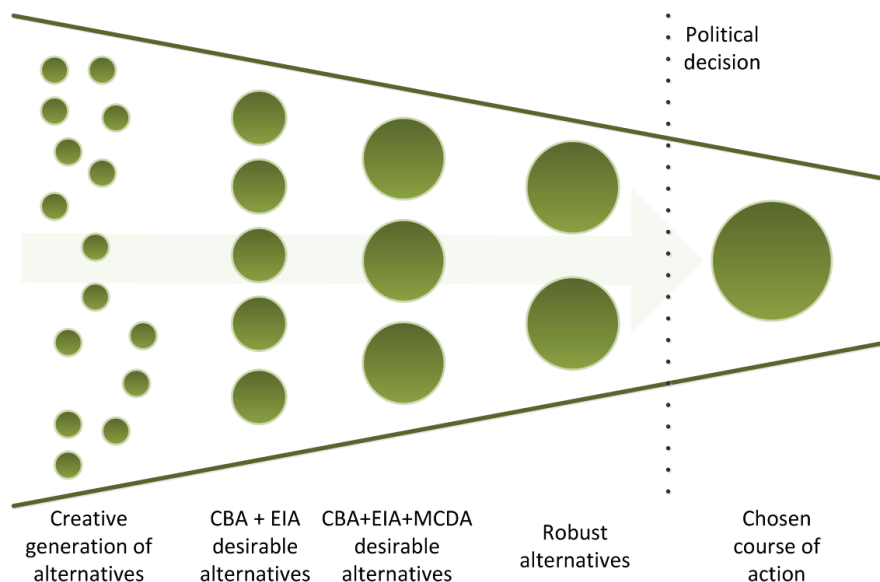 Political
decision
Creative
generation of
alternatives
CBA + EIA
desirable
alternatives
CBA+EIA+MCDA
desirable
alternatives
Robust
alternatives
Chosen
course of
action